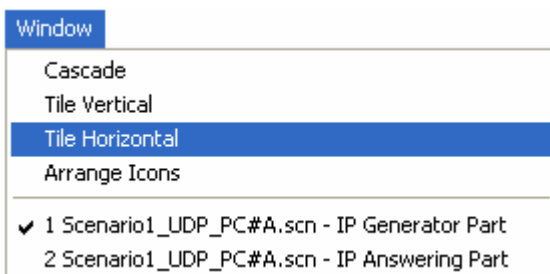 Window
Cascade
Tile Vertical
Tile Horizontal
Arrange Icons
✓ 1 Scenario1_UDP_PC#A.scn - IP Generator Part
2 Scenario1_UDP_PC#A.scn - IP Answering Part